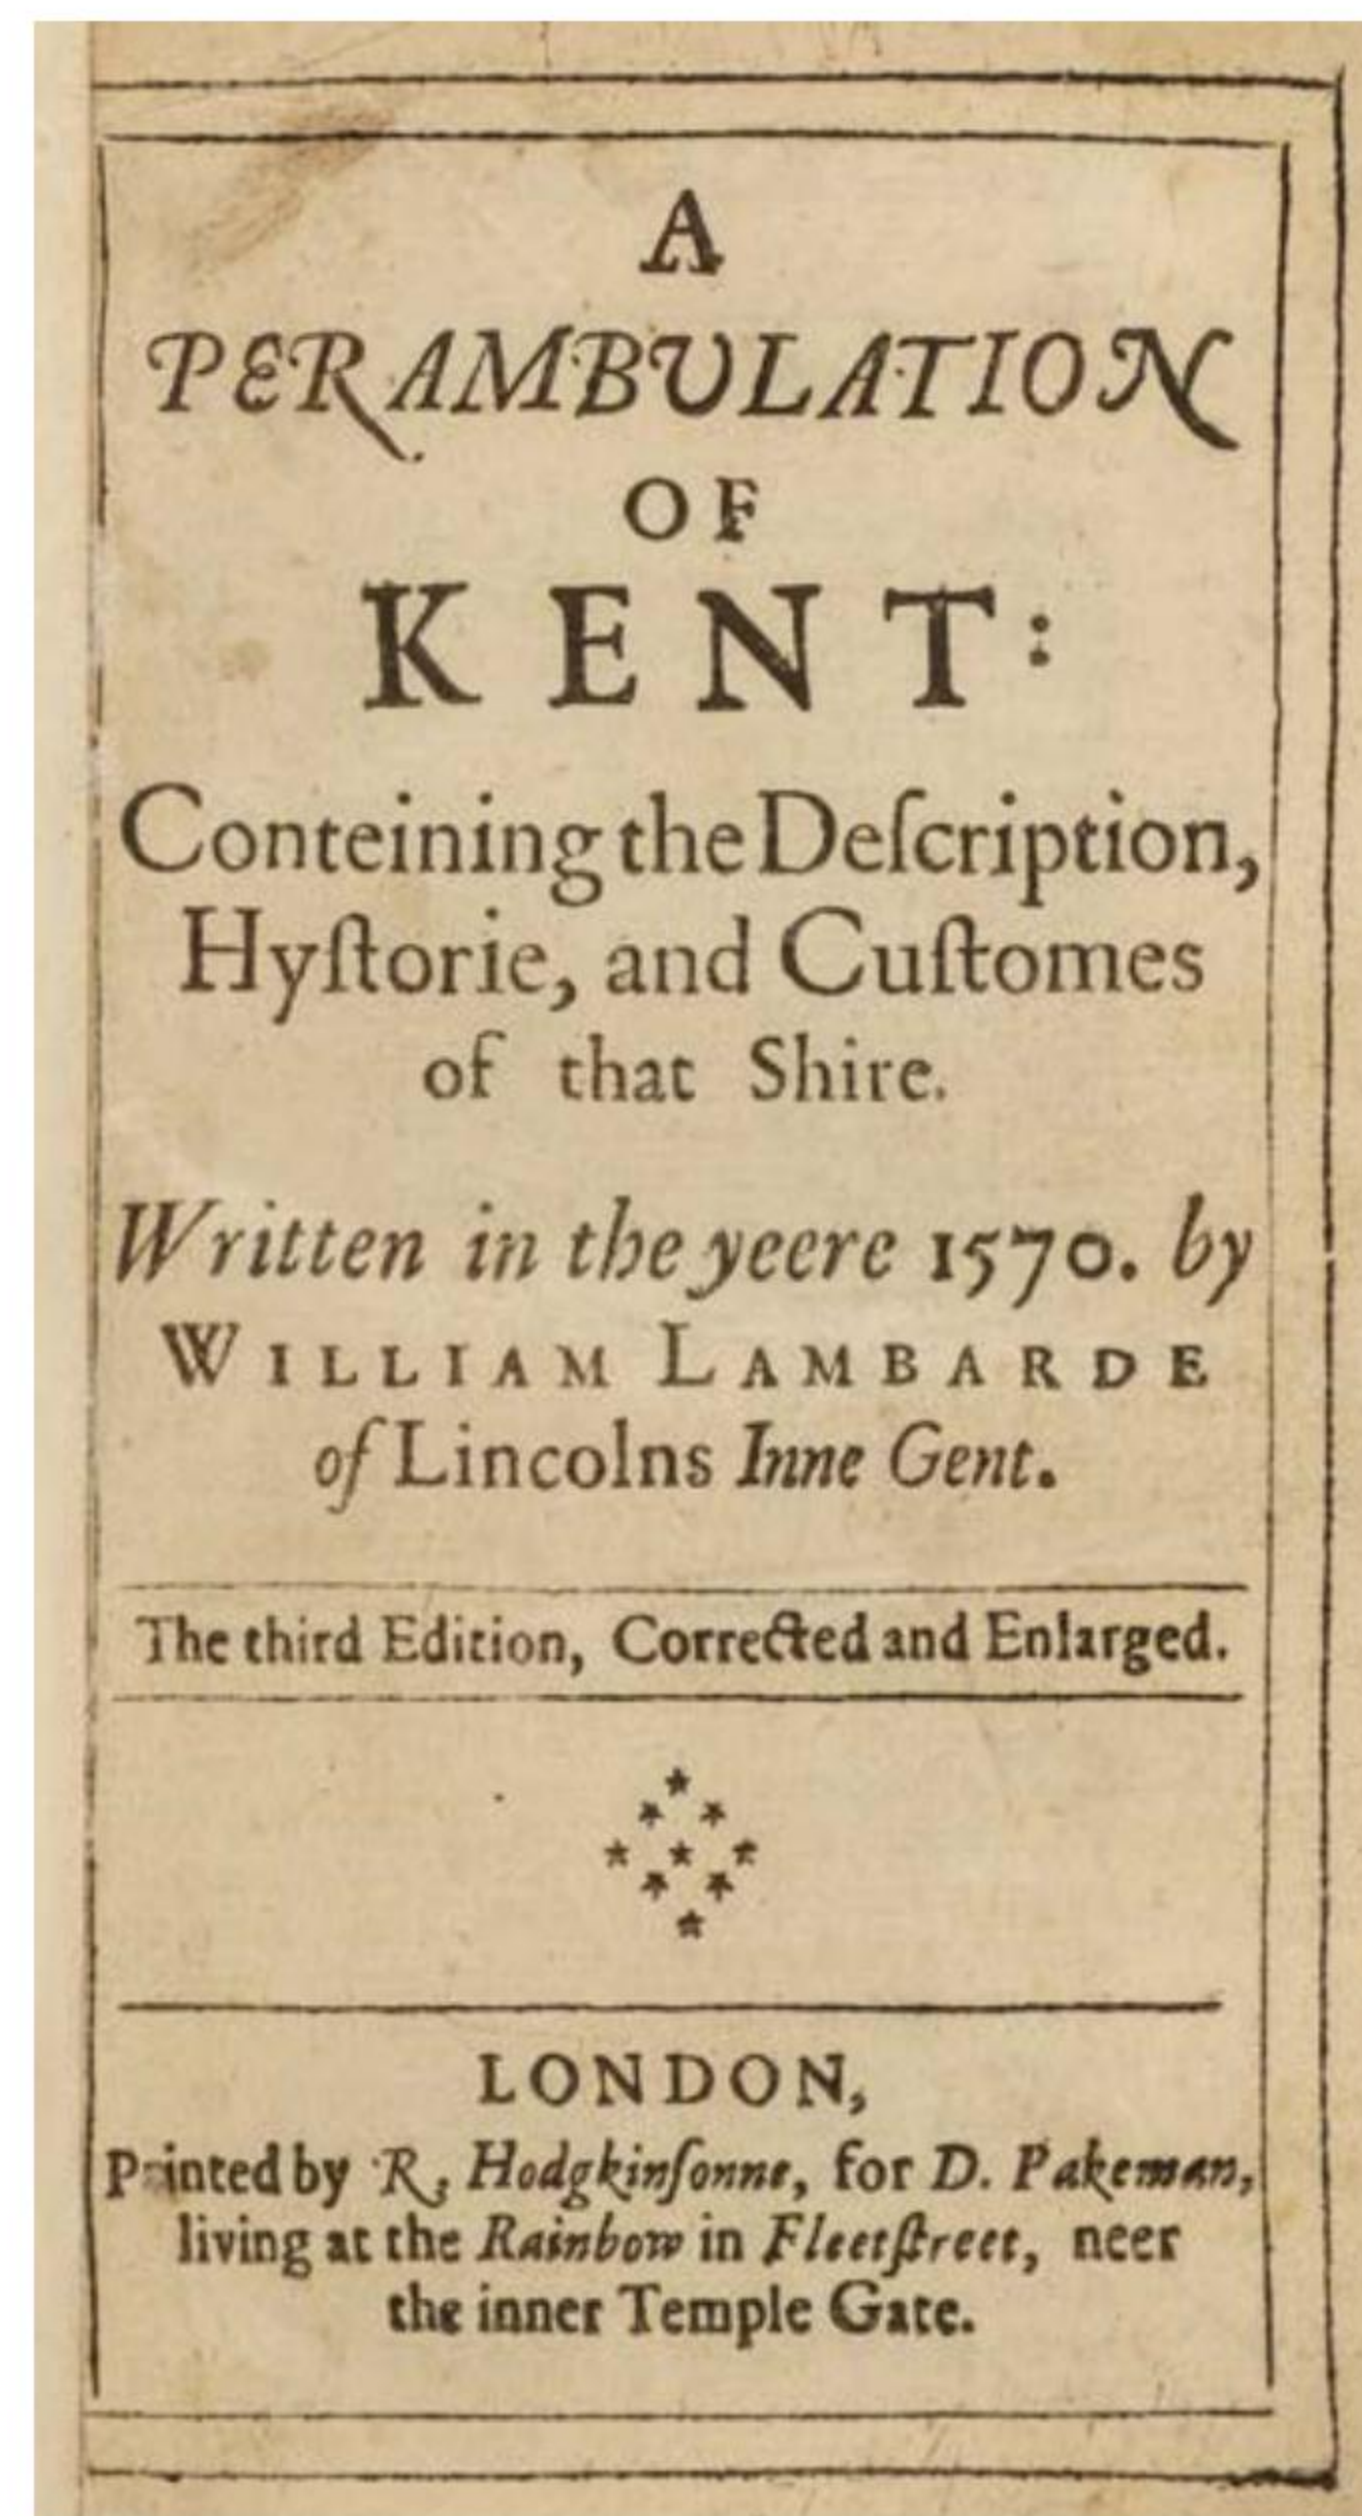 A
PERAMBULATION
OF
KENT:
Conteining the Deſcription,
Hyſtorie, and Cuſtomes
of that Shire.
Written in the yeere 1570. by
WILLIAM LAMBARDE
of Lincolns Inne Gent.
The third Edition, Corrected and Enlarged.
LONDON,
Printed by R. Hodgkinſonne, for D. Pakeman,
living at the Rainbow in Fleetſtreet, neer
the inner Temple Gate.